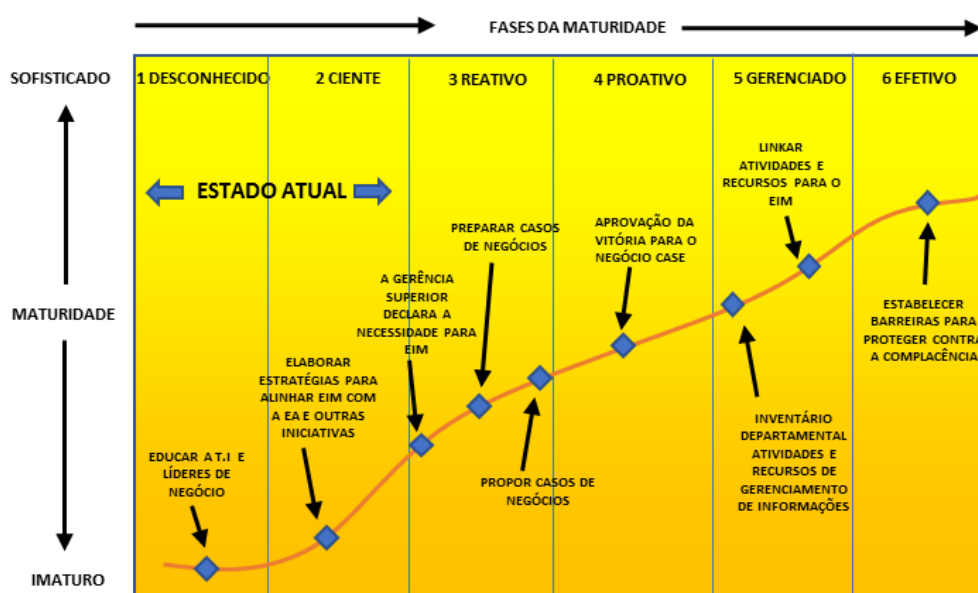 FASES DA MATURIDADE
SOFISTICADO
MATURIDADE
IMATURO
1 DESCONHECIDO
2 CIENTE
3 REATIVO
4 PROATIVO
5 GERENCIADO
6 EFETIVO
ESTADO ATUAL
EDUCAR A T.I E
LÍDERES DE
NEGÓCIO
ELABORAR
ESTRATÉGIAS PARA
ALINHAR EIM COM
A EA E OUTRAS
INICIATIVAS
A GERÊNCIA
SUPERIOR
DECLARA A
NECESSIDADE PARA
EIM
PREPARAR CASOS
DE NEGÓCIOS
PROPOR CASOS DE
NEGÓCIOS
APROVAÇÃO DA
VITÓRIA PARA O
NEGÓCIO CASE
INVENTÁRIO
DEPARTAMENTAL
ATIVIDADES E
RECURSOS DE
GERENCIAMENTO
DE INFORMAÇÕES
LINKAR
ATIVIDADES E
RECURSOS PARA O
EIM
ESTABELECER
BARREIRAS PARA
PROTEGER CONTRA
A COMPLACÊNCIA